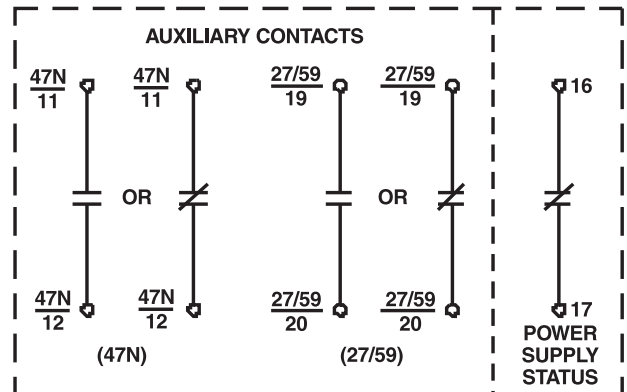 AUXILIARY CONTACTS
47N 47N 27/59 27/59
11 11 19 19
16
OR OR
47N 47N 27/59 27/59
12 12 20 20
17
(47N) (27/59)
POWER
SUPPLY
STATUS